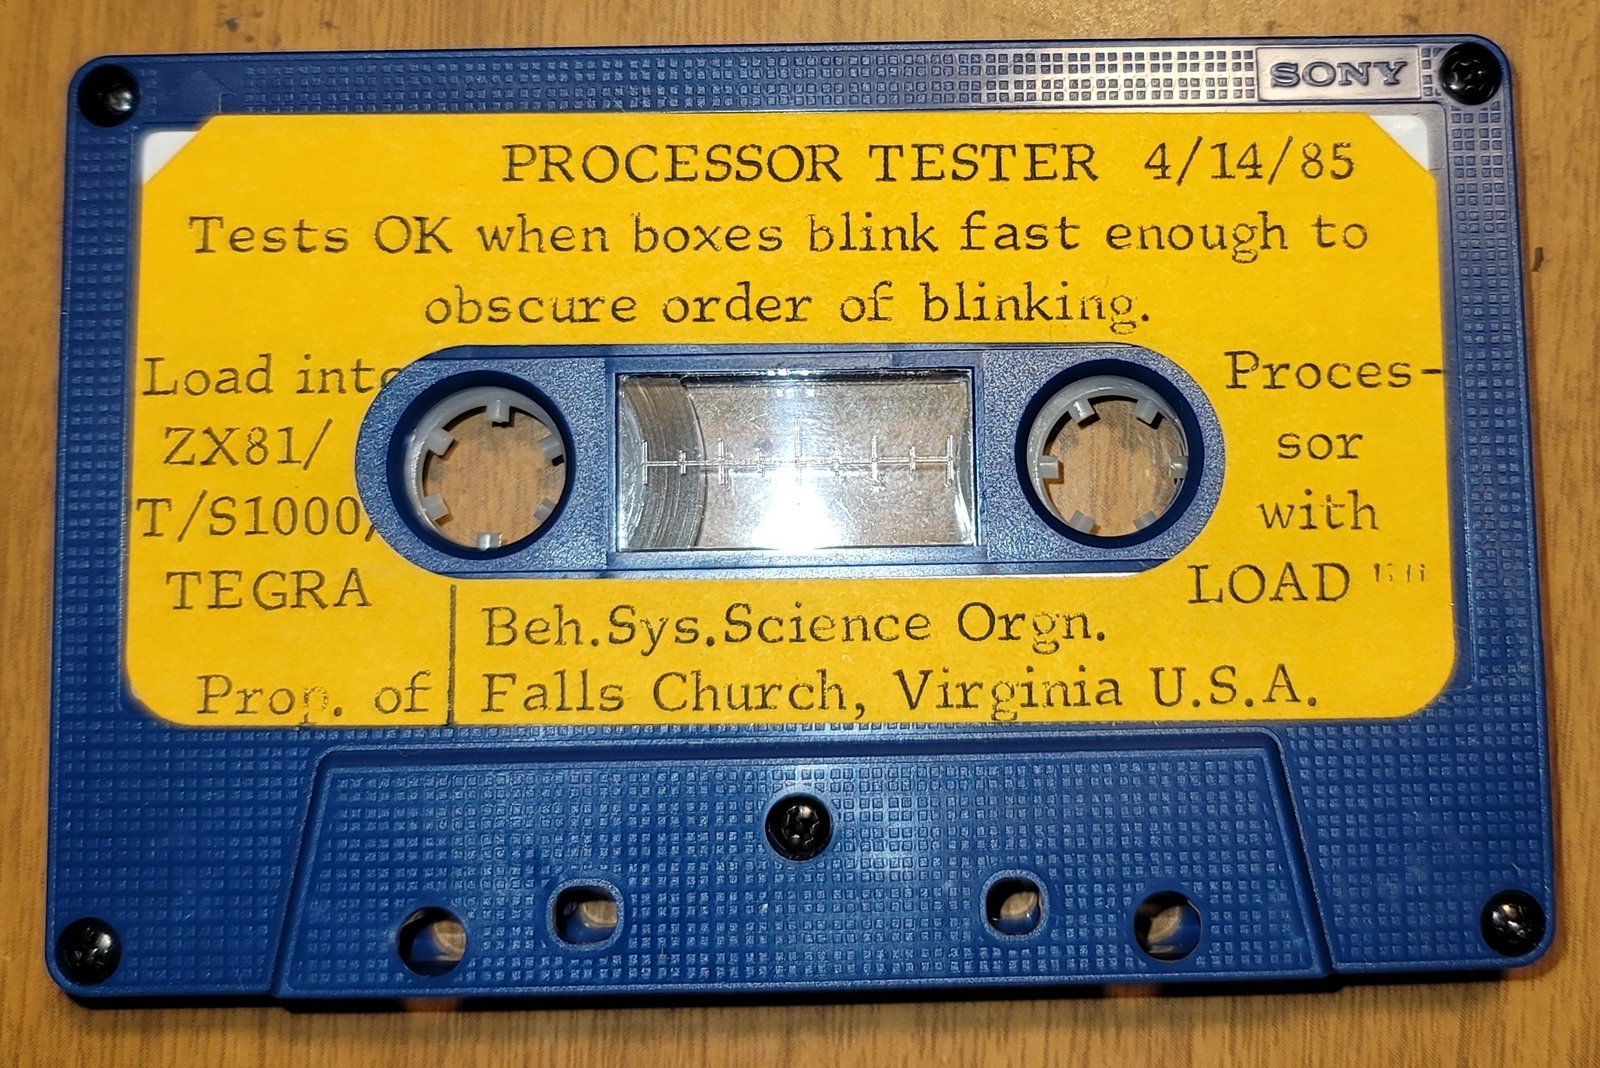 SONY
PROCESSOR TESTER 4/14/85
Tests OK when boxes blink fast enough to
obscure order of blinking.
Load into
ZX81/
T/S1000/
TEGRA
Proces-
sor
with
LOAD ""
Prop. of
Beh.Sys.Science Orgn.
Falls Church, Virginia U.S.A.